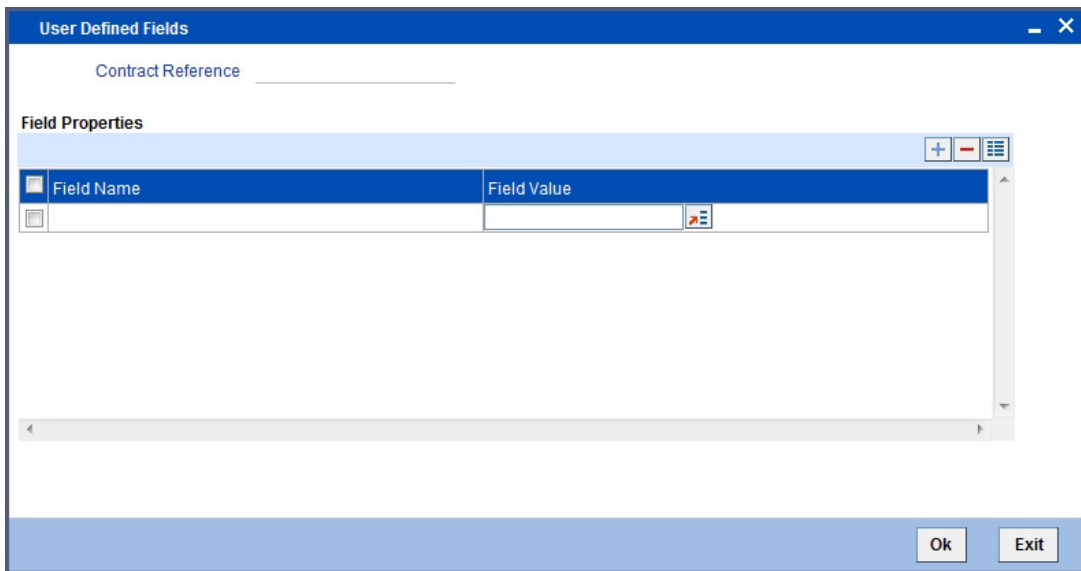 User Defined Fields
Contract Reference
Field Properties
Field Name Field Value
Ok Exit